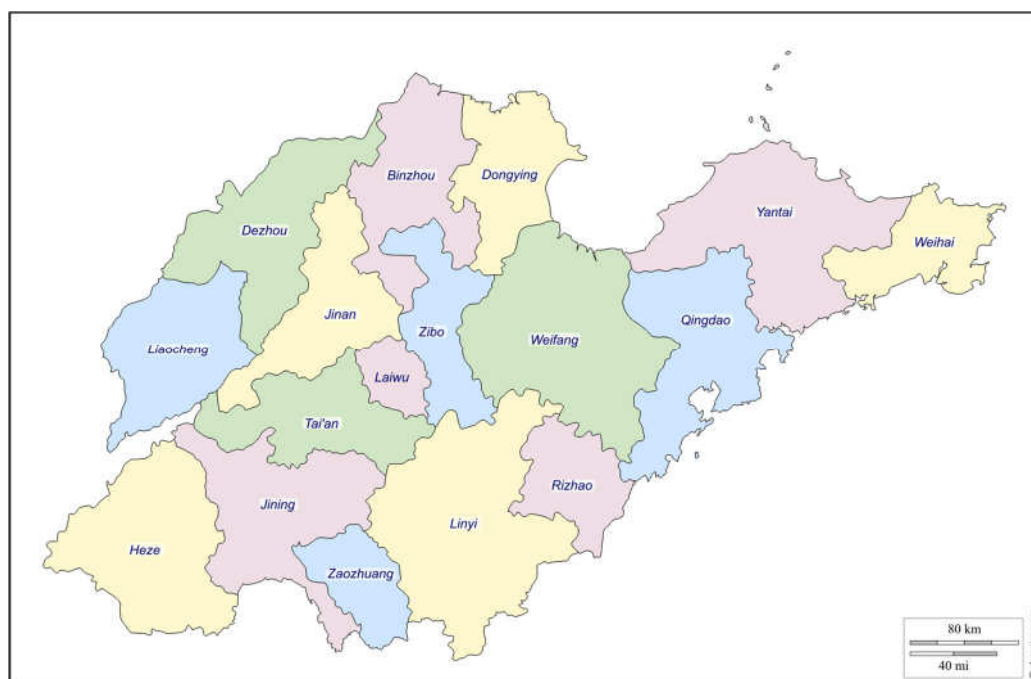 Binzhou
Dongying
Yantai
Dezhou
Weihai
Jinan
Zibo
Qingdao
Weifang
Liaocheng
Laiwu
Tai'an
Rizhao
Jining
Linyi
Heze
Zaozhuang
80 km
40 mi